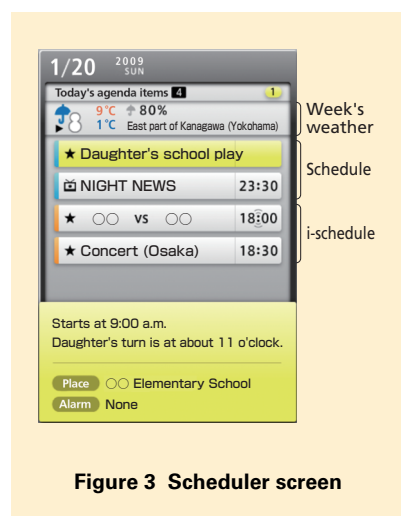 1/20 2009 SUN
Today's agenda items 4 1
9°C 80%
1°C East part of Kanagawa (Yokohama)
Week's weather
★ Daughter's school play
NIGHT NEWS 23:30
Schedule
★ ○○ vs ○○ 18:00
★ Concert (Osaka) 18:30
i-schedule
Starts at 9:00 a.m.
Daughter's turn is at about 11 o'clock.
Place ○○ Elementary School
Alarm None
Figure 3 Scheduler screen